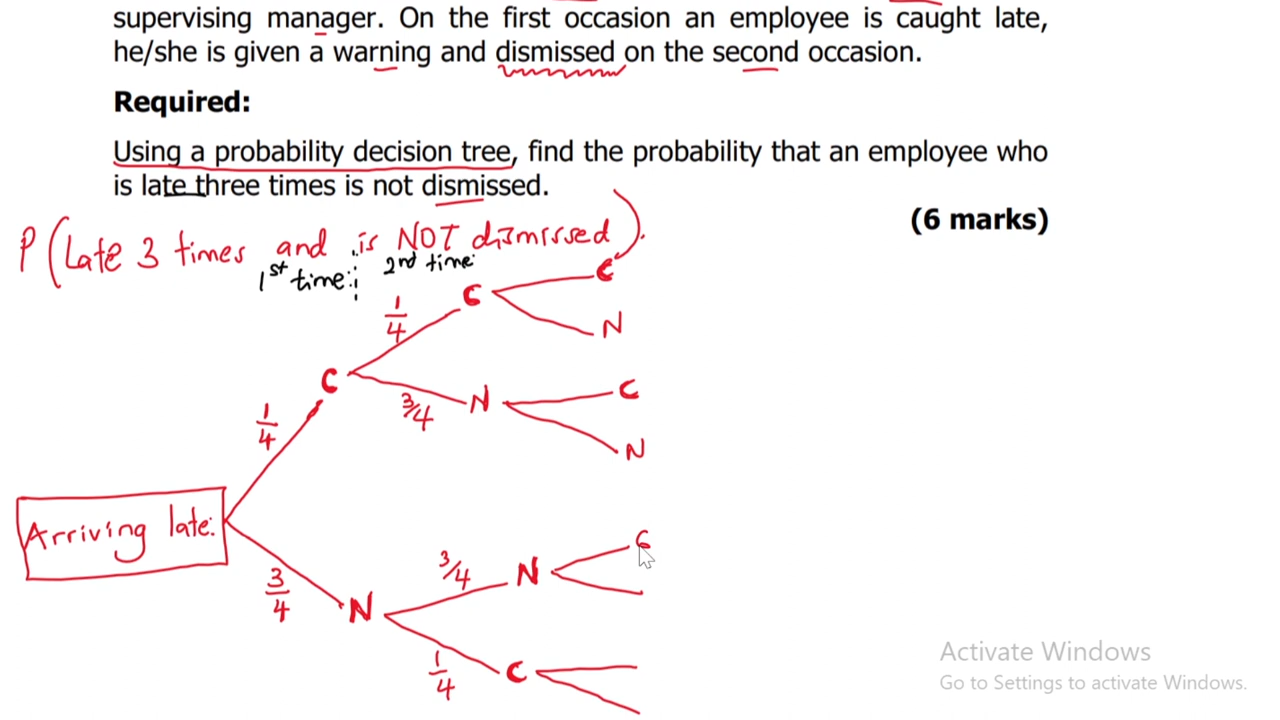 supervising manager. On the first occasion an employee is caught late,
he/she is given a warning and dismissed on the second occasion.
Required:
Using a probability decision tree, find the probability that an employee who
is late three times is not dismissed.
(6 marks)
P(Late 3 times and is NOT dismissed).
1st time: 2nd time:
C
N
C
1/4
C
3/4
N
C
N
1/4
Arriving late:
3/4
N
3/4
N
C
1/4
C
Activate Windows
Go to Settings to activate Windows.